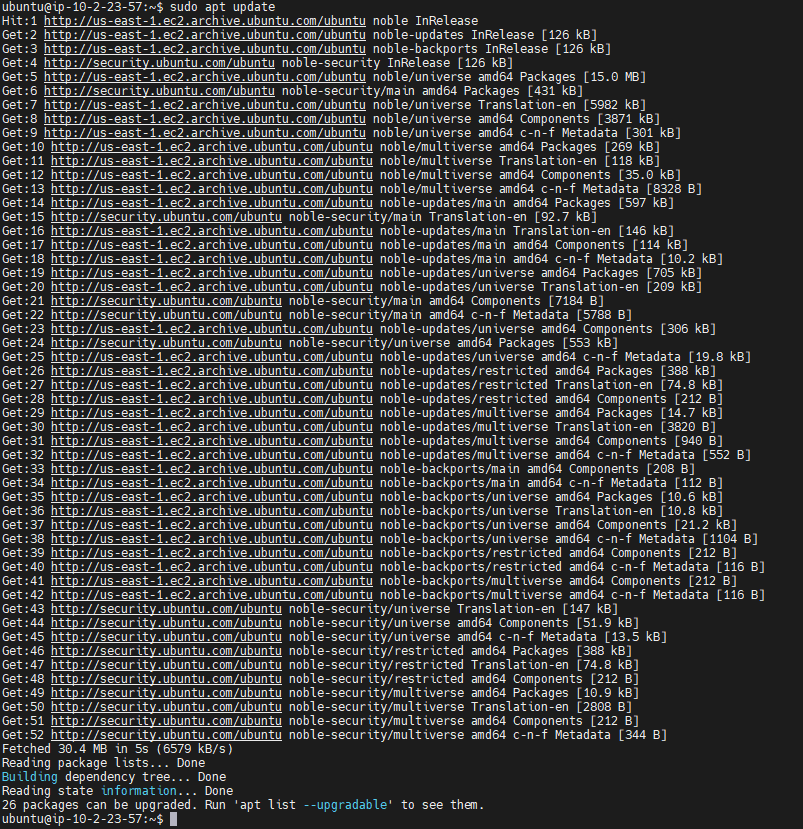 ubuntu@ip-10-2-23-57:~$ sudo apt update
Hit:1 http://us-east-1.ec2.archive.ubuntu.com/ubuntu noble InRelease
Get:2 http://us-east-1.ec2.archive.ubuntu.com/ubuntu noble-updates InRelease [126 kB]
Get:3 http://us-east-1.ec2.archive.ubuntu.com/ubuntu noble-backports InRelease [126 kB]
Get:4 http://security.ubuntu.com/ubuntu noble-security InRelease [126 kB]
Get:5 http://us-east-1.ec2.archive.ubuntu.com/ubuntu noble/universe amd64 Packages [15.0 MB]
Get:6 http://security.ubuntu.com/ubuntu noble-security/main amd64 Packages [431 kB]
Get:7 http://us-east-1.ec2.archive.ubuntu.com/ubuntu noble/universe Translation-en [5982 kB]
Get:8 http://us-east-1.ec2.archive.ubuntu.com/ubuntu noble/universe amd64 Components [3871 kB]
Get:9 http://us-east-1.ec2.archive.ubuntu.com/ubuntu noble/universe amd64 c-n-f Metadata [301 kB]
Get:10 http://us-east-1.ec2.archive.ubuntu.com/ubuntu noble/multiverse amd64 Packages [269 kB]
Get:11 http://us-east-1.ec2.archive.ubuntu.com/ubuntu noble/multiverse Translation-en [118 kB]
Get:12 http://us-east-1.ec2.archive.ubuntu.com/ubuntu noble/multiverse amd64 Components [35.0 kB]
Get:13 http://us-east-1.ec2.archive.ubuntu.com/ubuntu noble/multiverse amd64 c-n-f Metadata [8328 B]
Get:14 http://us-east-1.ec2.archive.ubuntu.com/ubuntu noble-updates/main amd64 Packages [597 kB]
Get:15 http://security.ubuntu.com/ubuntu noble-security/main Translation-en [92.7 kB]
Get:16 http://us-east-1.ec2.archive.ubuntu.com/ubuntu noble-updates/main Translation-en [146 kB]
Get:17 http://us-east-1.ec2.archive.ubuntu.com/ubuntu noble-updates/main amd64 Components [114 kB]
Get:18 http://us-east-1.ec2.archive.ubuntu.com/ubuntu noble-updates/main amd64 c-n-f Metadata [10.2 kB]
Get:19 http://us-east-1.ec2.archive.ubuntu.com/ubuntu noble-updates/universe amd64 Packages [705 kB]
Get:20 http://us-east-1.ec2.archive.ubuntu.com/ubuntu noble-updates/universe Translation-en [209 kB]
Get:21 http://security.ubuntu.com/ubuntu noble-security/main amd64 Components [7184 B]
Get:22 http://security.ubuntu.com/ubuntu noble-security/main amd64 c-n-f Metadata [5788 B]
Get:23 http://us-east-1.ec2.archive.ubuntu.com/ubuntu noble-updates/universe amd64 Components [306 kB]
Get:24 http://security.ubuntu.com/ubuntu noble-security/universe amd64 Packages [553 kB]
Get:25 http://us-east-1.ec2.archive.ubuntu.com/ubuntu noble-updates/universe amd64 c-n-f Metadata [19.8 kB]
Get:26 http://us-east-1.ec2.archive.ubuntu.com/ubuntu noble-updates/restricted amd64 Packages [388 kB]
Get:27 http://us-east-1.ec2.archive.ubuntu.com/ubuntu noble-updates/restricted Translation-en [74.8 kB]
Get:28 http://us-east-1.ec2.archive.ubuntu.com/ubuntu noble-updates/restricted amd64 Components [212 B]
Get:29 http://us-east-1.ec2.archive.ubuntu.com/ubuntu noble-updates/multiverse amd64 Packages [14.7 kB]
Get:30 http://us-east-1.ec2.archive.ubuntu.com/ubuntu noble-updates/multiverse Translation-en [3820 B]
Get:31 http://us-east-1.ec2.archive.ubuntu.com/ubuntu noble-updates/multiverse amd64 Components [940 B]
Get:32 http://us-east-1.ec2.archive.ubuntu.com/ubuntu noble-updates/multiverse amd64 c-n-f Metadata [552 B]
Get:33 http://us-east-1.ec2.archive.ubuntu.com/ubuntu noble-backports/main amd64 Components [208 B]
Get:34 http://us-east-1.ec2.archive.ubuntu.com/ubuntu noble-backports/main amd64 c-n-f Metadata [112 B]
Get:35 http://us-east-1.ec2.archive.ubuntu.com/ubuntu noble-backports/universe amd64 Packages [10.6 kB]
Get:36 http://us-east-1.ec2.archive.ubuntu.com/ubuntu noble-backports/universe Translation-en [10.8 kB]
Get:37 http://us-east-1.ec2.archive.ubuntu.com/ubuntu noble-backports/universe amd64 Components [21.2 kB]
Get:38 http://us-east-1.ec2.archive.ubuntu.com/ubuntu noble-backports/universe amd64 c-n-f Metadata [1104 B]
Get:39 http://us-east-1.ec2.archive.ubuntu.com/ubuntu noble-backports/restricted amd64 Components [212 B]
Get:40 http://us-east-1.ec2.archive.ubuntu.com/ubuntu noble-backports/restricted amd64 c-n-f Metadata [116 B]
Get:41 http://us-east-1.ec2.archive.ubuntu.com/ubuntu noble-backports/multiverse amd64 Components [212 B]
Get:42 http://us-east-1.ec2.archive.ubuntu.com/ubuntu noble-backports/multiverse amd64 c-n-f Metadata [116 B]
Get:43 http://security.ubuntu.com/ubuntu noble-security/universe Translation-en [147 kB]
Get:44 http://security.ubuntu.com/ubuntu noble-security/universe amd64 Components [51.9 kB]
Get:45 http://security.ubuntu.com/ubuntu noble-security/universe amd64 c-n-f Metadata [13.5 kB]
Get:46 http://security.ubuntu.com/ubuntu noble-security/restricted amd64 Packages [388 kB]
Get:47 http://security.ubuntu.com/ubuntu noble-security/restricted Translation-en [74.8 kB]
Get:48 http://security.ubuntu.com/ubuntu noble-security/restricted amd64 Components [212 B]
Get:49 http://security.ubuntu.com/ubuntu noble-security/multiverse amd64 Packages [10.9 kB]
Get:50 http://security.ubuntu.com/ubuntu noble-security/multiverse Translation-en [2808 B]
Get:51 http://security.ubuntu.com/ubuntu noble-security/multiverse amd64 Components [212 B]
Get:52 http://security.ubuntu.com/ubuntu noble-security/multiverse amd64 c-n-f Metadata [344 B]
Fetched 30.4 MB in 5s (6579 kB/s)
Reading package lists... Done
Building dependency tree... Done
Reading state information... Done
26 packages can be upgraded. Run 'apt list --upgradable' to see them.
ubuntu@ip-10-2-23-57:~$